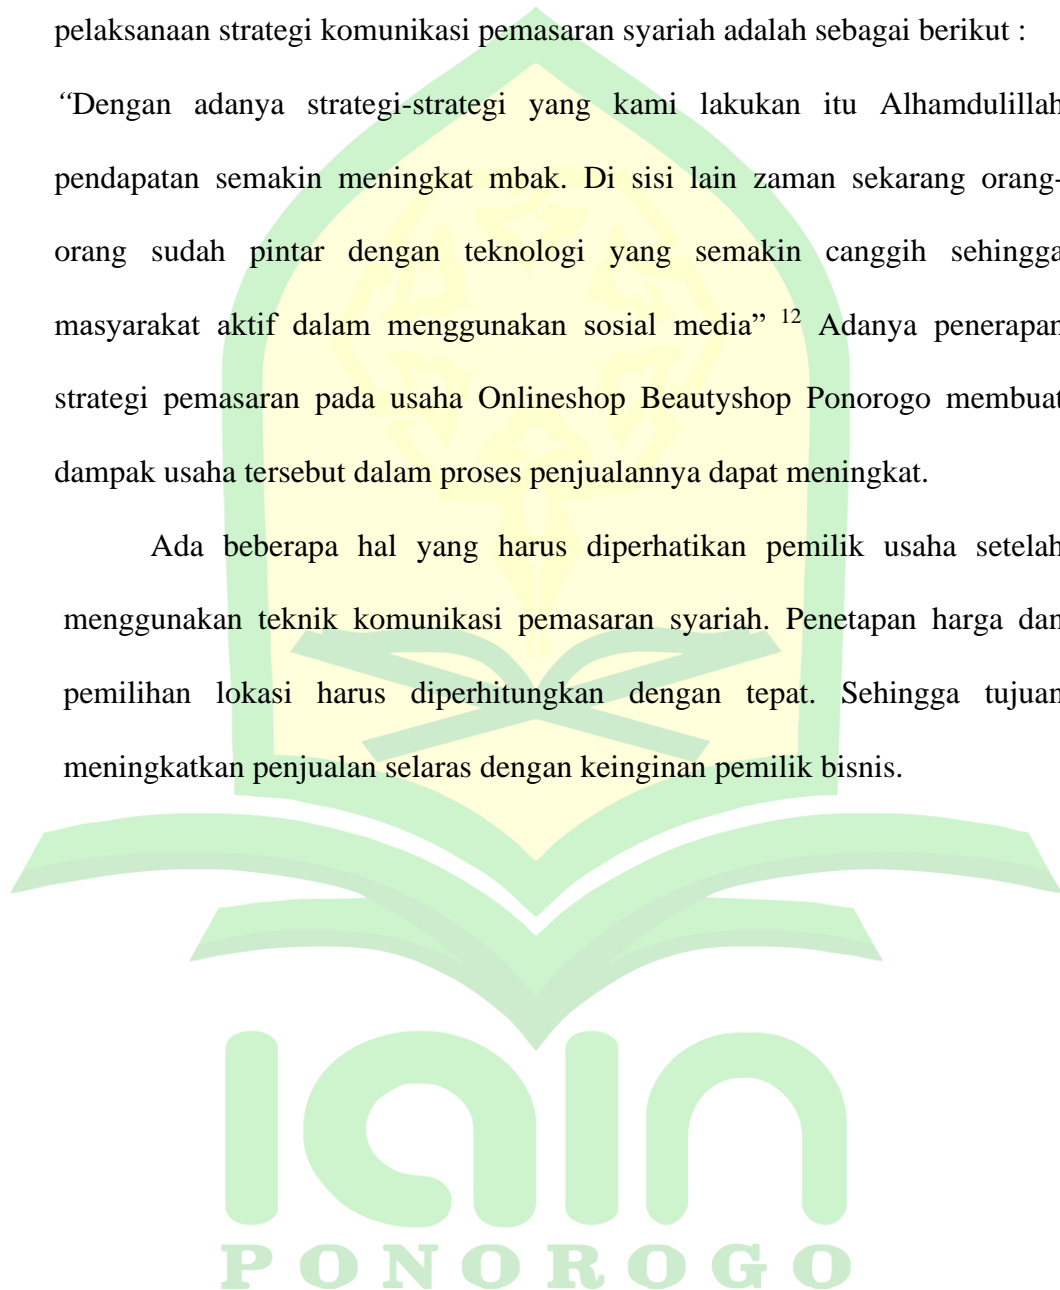 pelaksanaan strategi komunikasi pemasaran syariah adalah sebagai berikut :
“Dengan adanya strategi-strategi yang kami lakukan itu Alhamdulillah
pendapatan semakin meningkat mbak. Di sisi lain zaman sekarang orang-
orang sudah pintar dengan teknologi yang semakin canggih sehingga
masyarakat aktif dalam menggunakan sosial media” 12 Adanya penerapan
strategi pemasaran pada usaha Onlineshop Beautyshop Ponorogo membuat
dampak usaha tersebut dalam proses penjualannya dapat meningkat.
Ada beberapa hal yang harus diperhatikan pemilik usaha setelah
menggunakan teknik komunikasi pemasaran syariah. Penetapan harga dan
pemilihan lokasi harus diperhitungkan dengan tepat. Sehingga tujuan
meningkatkan penjualan selaras dengan keinginan pemilik bisnis.
iain
PONOROGO